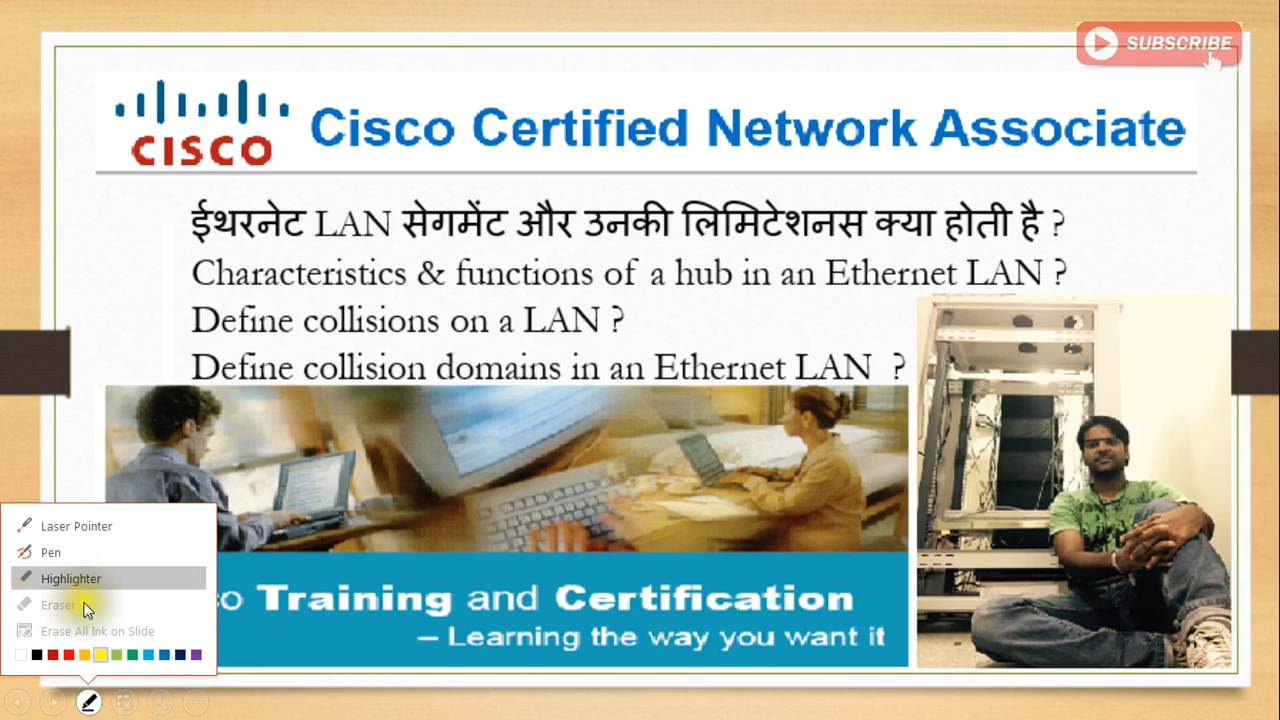 SUBSCRIBE
CISCO
Cisco Certified Network Associate
ईथरनेट LAN सेगमेंट और उनकी लिमिटेशनस क्या होती है ?
Characteristics & functions of a hub in an Ethernet LAN ?
Define collisions on a LAN ?
Define collision domains in an Ethernet LAN ?
Laser Pointer
Pen
Highlighter
Eraser
Erase All Ink on Slide
o Training and Certification
– Learning the way you want it